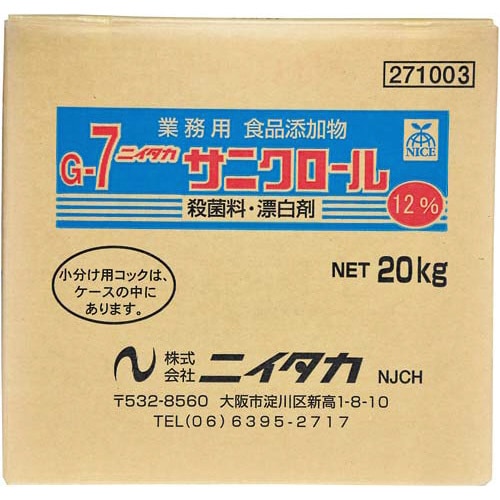 271003
業務用 食品添加物
NICE
G-7 ニイタカ サニクロール
12%
殺菌料・漂白剤
小分け用コックは、
ケースの中に
あります。
NET 20kg
株式会社 ニイタカ NJCH
〒532-8560 大阪市淀川区新高1-8-10
TEL(06)6395-2717